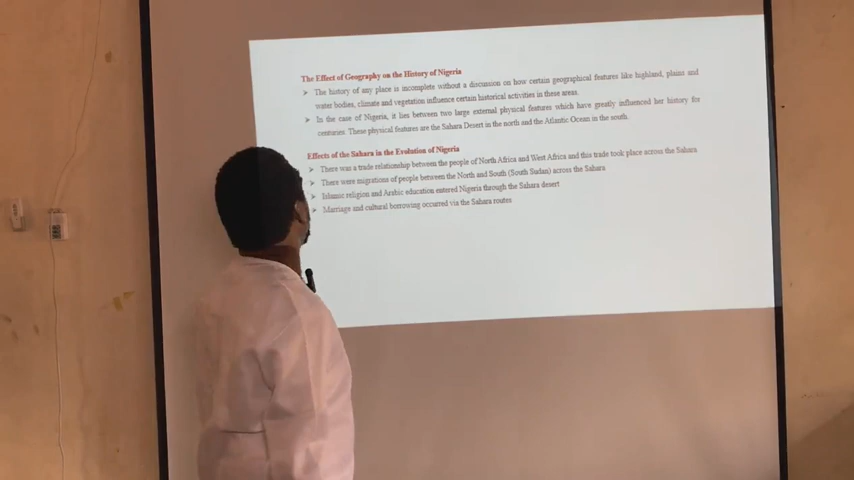 The Effect of Geography on the History of Nigeria
➤ The history of any place is incomplete without a discussion on how certain geographical features like highland, plains and
water bodies, climate and vegetation influence certain historical activities in these areas.
➤ In the case of Nigeria, it lies between two large external physical features which have greatly influenced her history for
centuries. These physical features are the Sahara Desert in the north and the Atlantic Ocean in the south.
Effects of the Sahara in the Evolution of Nigeria
➤ There was a trade relationship between the people of North Africa and West Africa and this trade took place across the Sahara.
➤ There were migrations of people between the North and South (South Sudan) across the Sahara
➤ Islamic religion and Arabic education entered Nigeria through the Sahara desert
➤ Marriage and cultural borrowing occurred via the Sahara routes